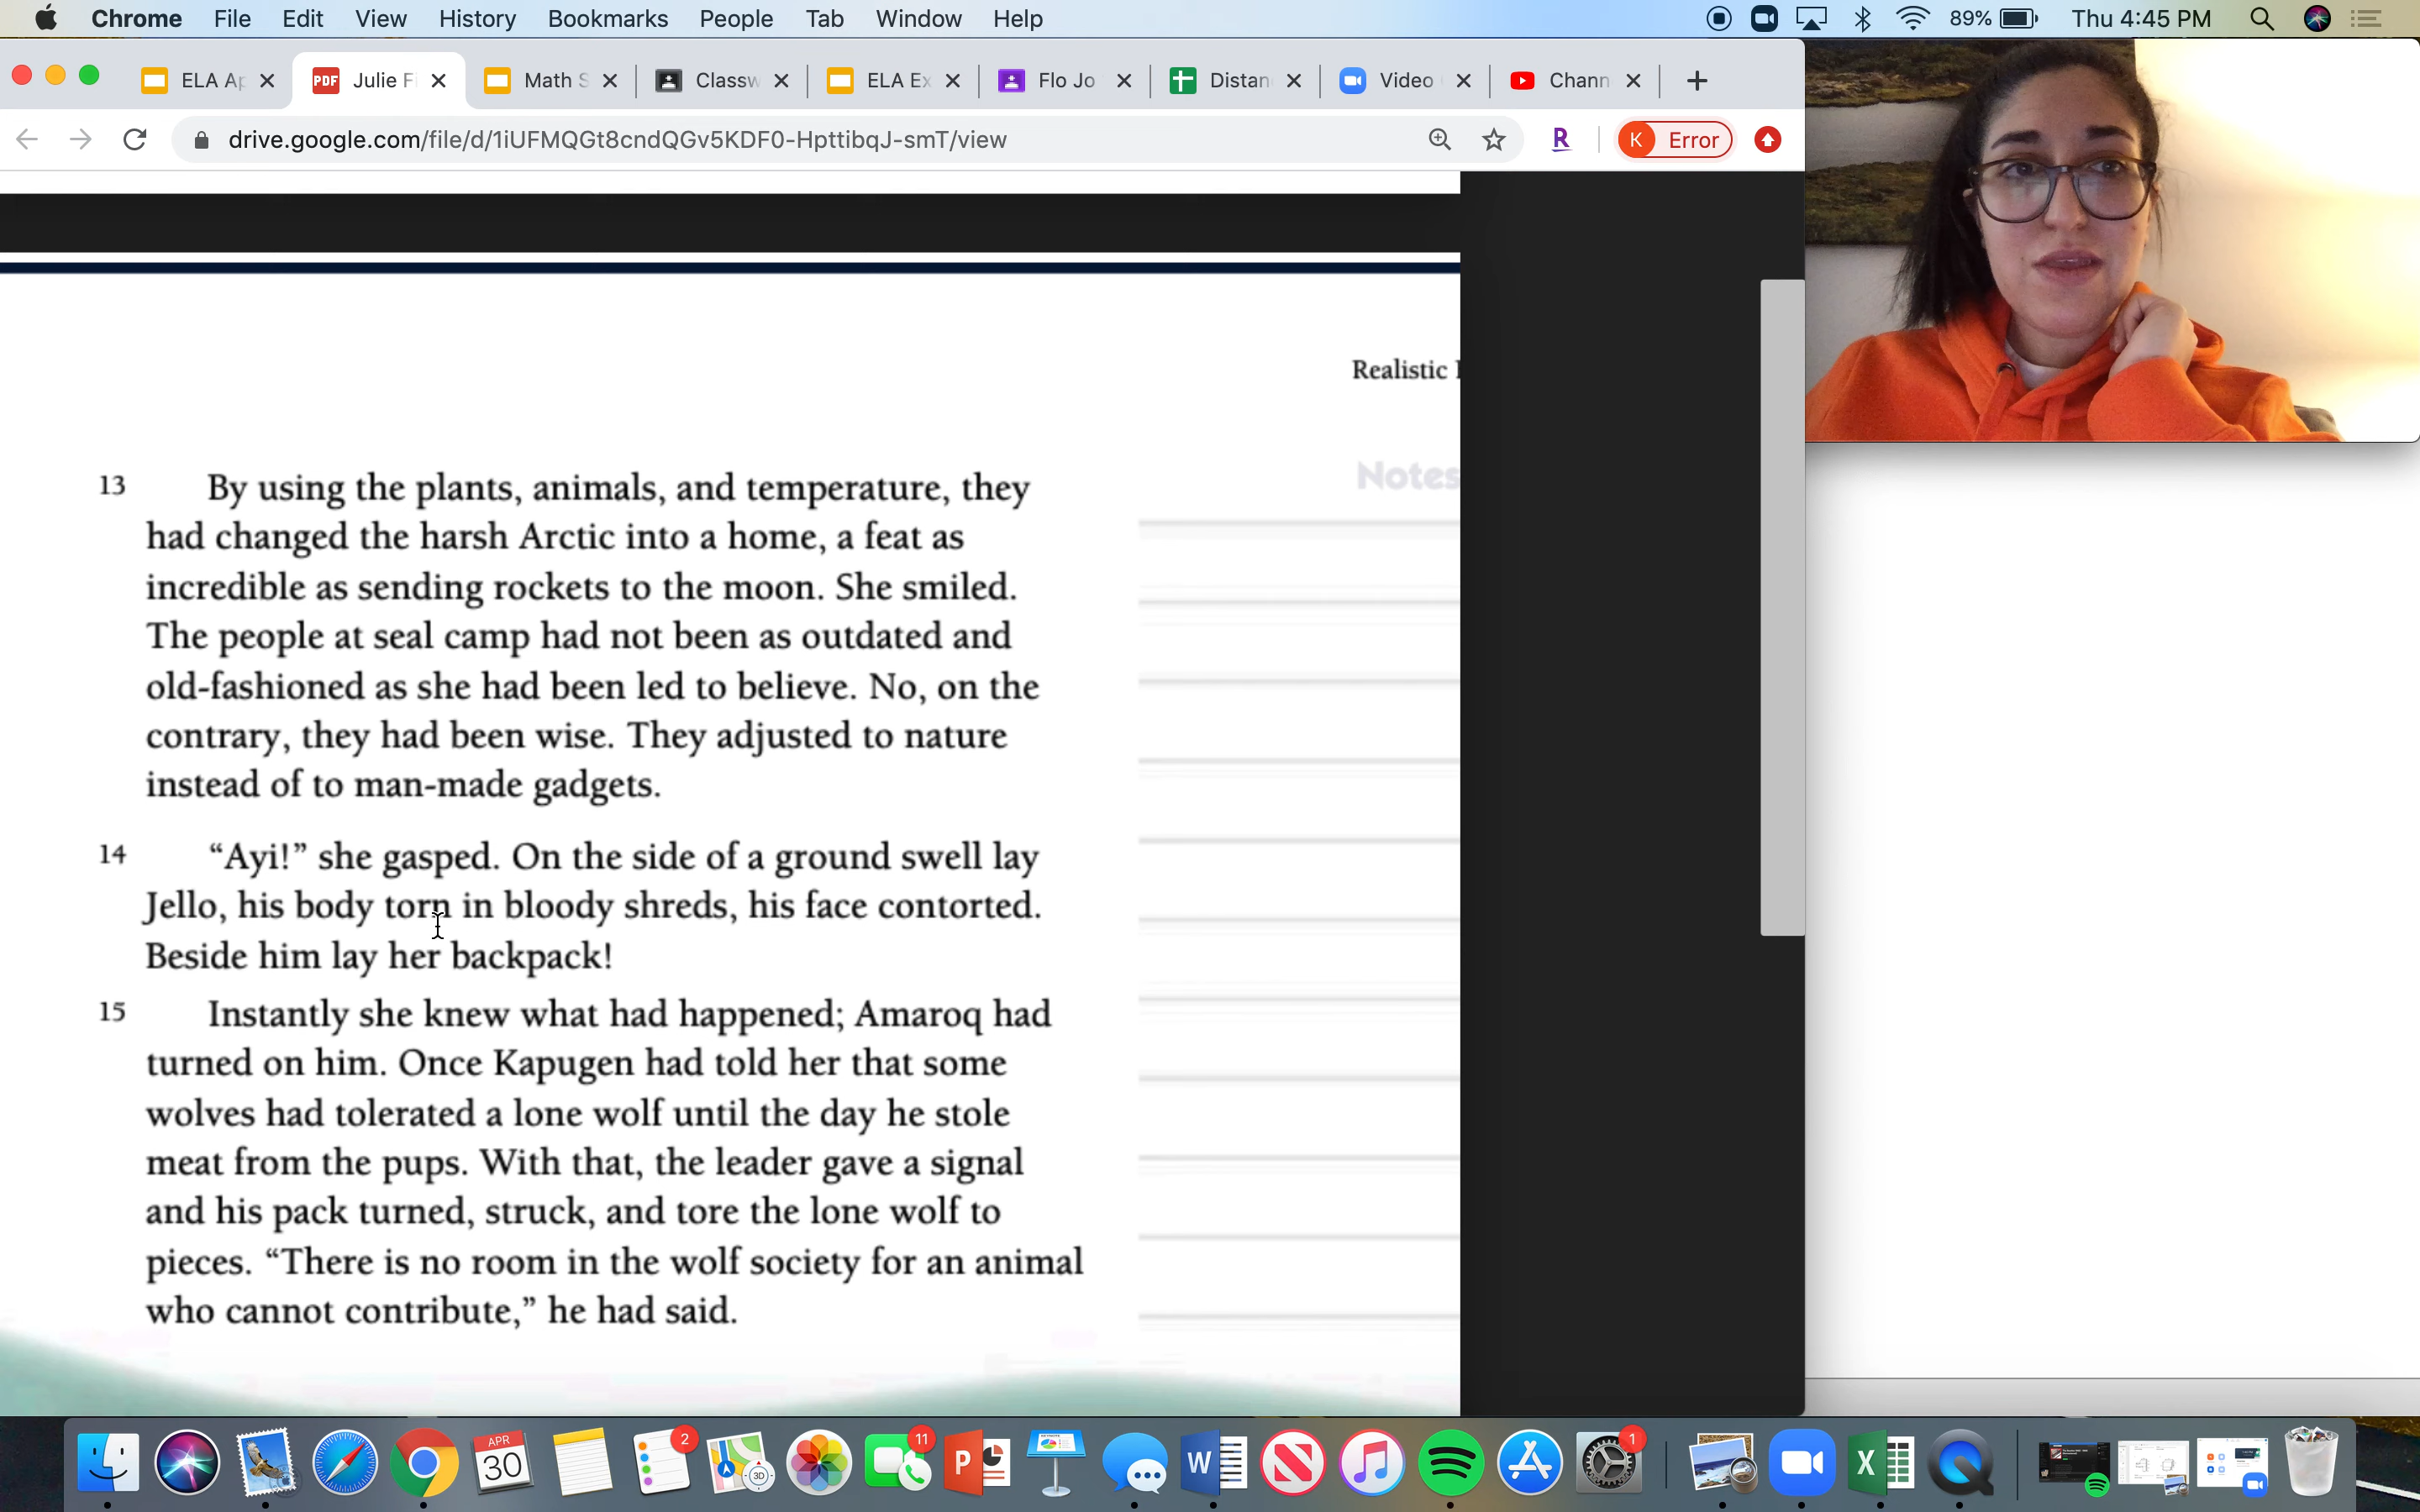 Chrome File Edit View History Bookmarks People Tab Window Help 89% Thu 4:45 PM
ELA Ap PDF Julie F Math S Classw ELA Ex Flo Jo Distan Video Chann
drive.google.com/file/d/1iUFMQGt8cndQGv5KDF0-HpttibqJ-smT/view R K Error
Realistic
Notes
13 By using the plants, animals, and temperature, they
had changed the harsh Arctic into a home, a feat as
incredible as sending rockets to the moon. She smiled.
The people at seal camp had not been as outdated and
old-fashioned as she had been led to believe. No, on the
contrary, they had been wise. They adjusted to nature
instead of to man-made gadgets.
14 “Ayi!” she gasped. On the side of a ground swell lay
Jello, his body torn in bloody shreds, his face contorted.
Beside him lay her backpack!
15 Instantly she knew what had happened; Amaroq had
turned on him. Once Kapugen had told her that some
wolves had tolerated a lone wolf until the day he stole
meat from the pups. With that, the leader gave a signal
and his pack turned, struck, and tore the lone wolf to
pieces. “There is no room in the wolf society for an animal
who cannot contribute,” he had said.
APR 30 2 3D 11 P W 1 X